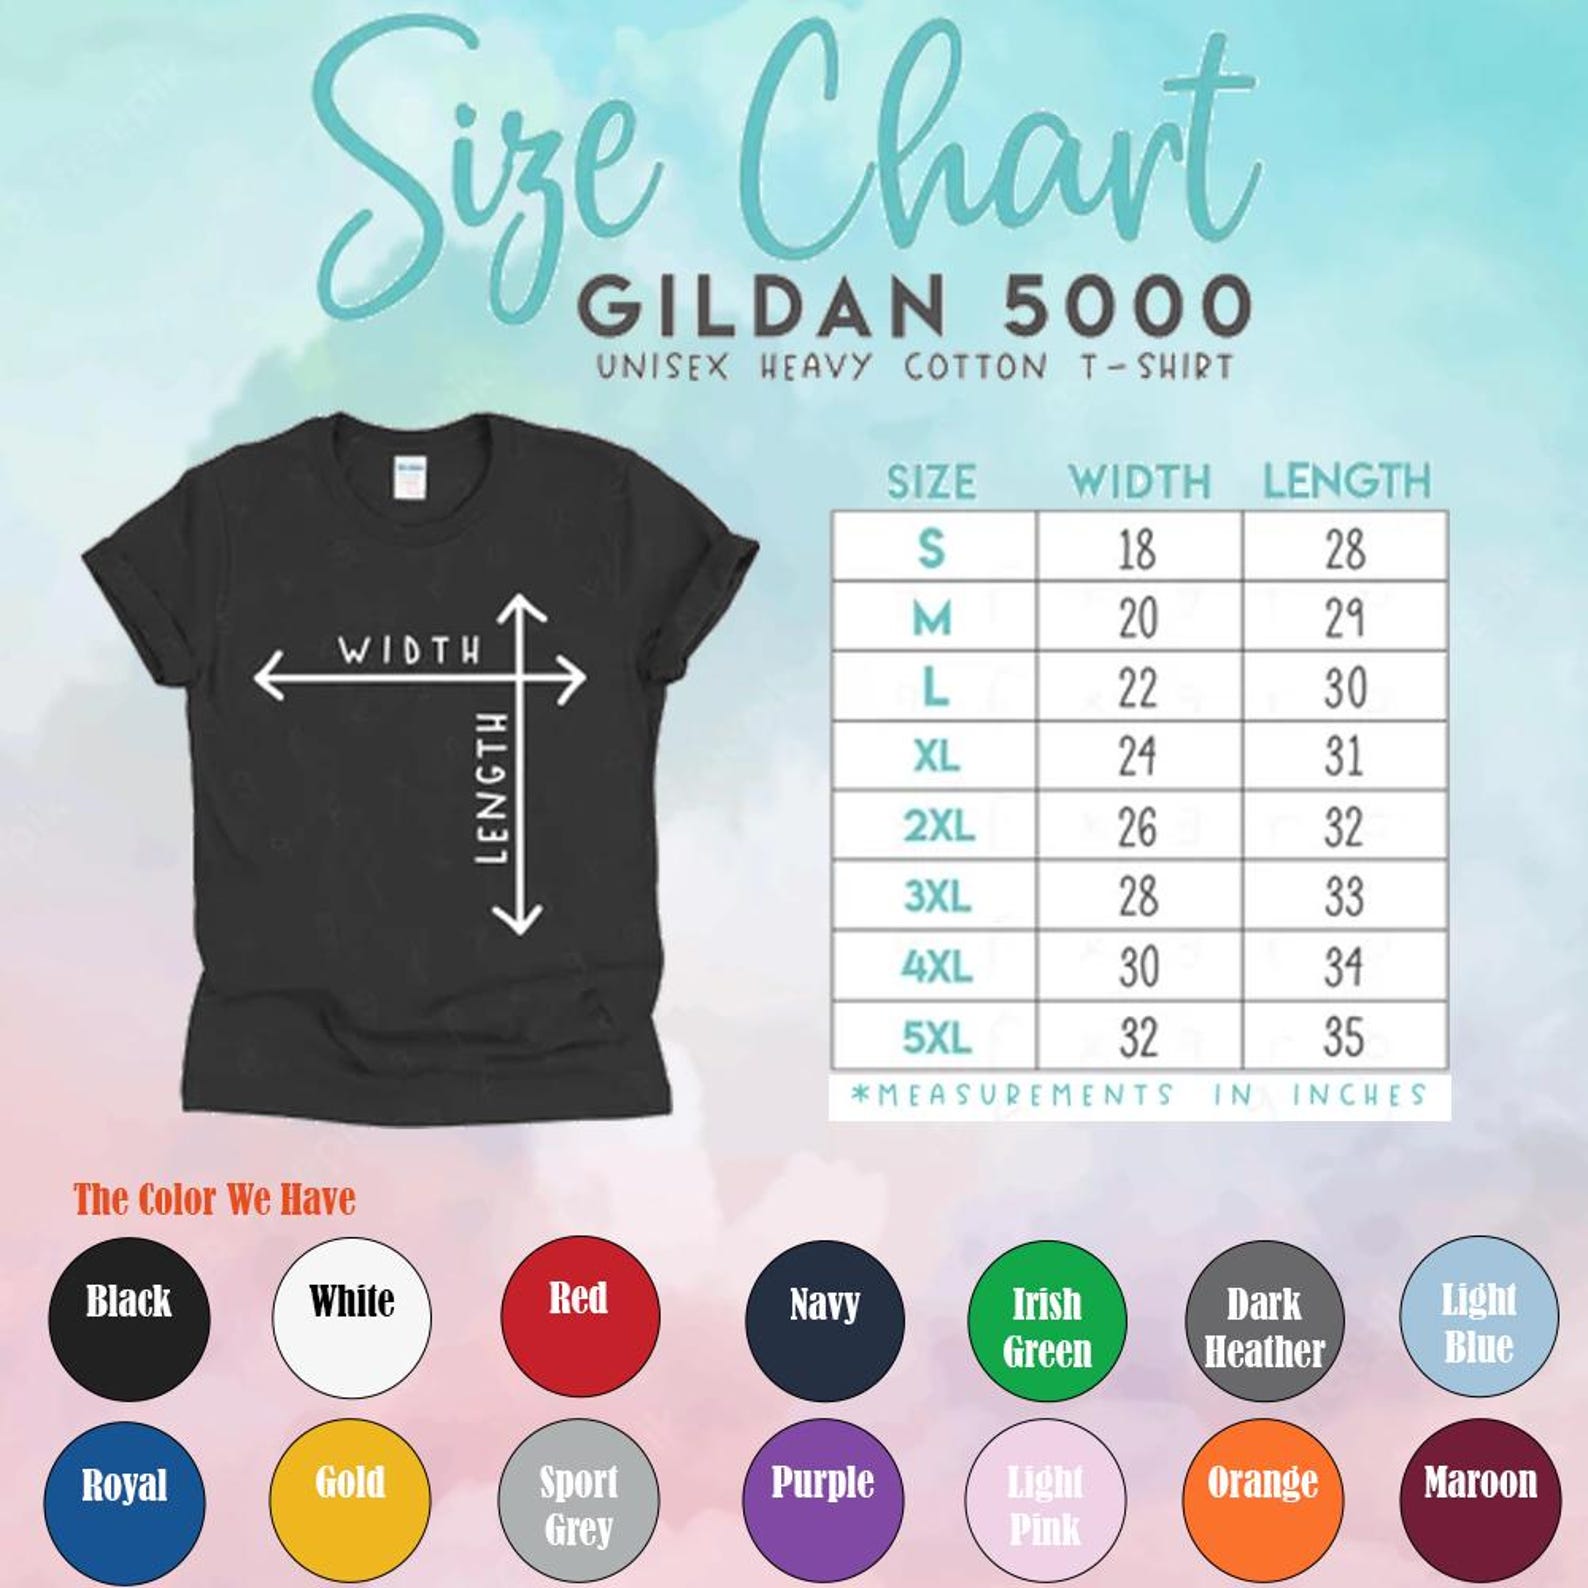 Size Chart
GILDAN 5000
UNISEX HEAVY COTTON T-SHIRT
WIDTH
LENGTH
SIZE WIDTH LENGTH
S 18 28
M 20 29
L 22 30
XL 24 31
2XL 26 32
3XL 28 33
4XL 30 34
5XL 32 35
*MEASUREMENTS IN INCHES
The Color We Have
Black
White
Red
Navy
Irish
Green
Dark
Heather
Light
Blue
Royal
Gold
Sport
Grey
Purple
Light
Pink
Orange
Maroon